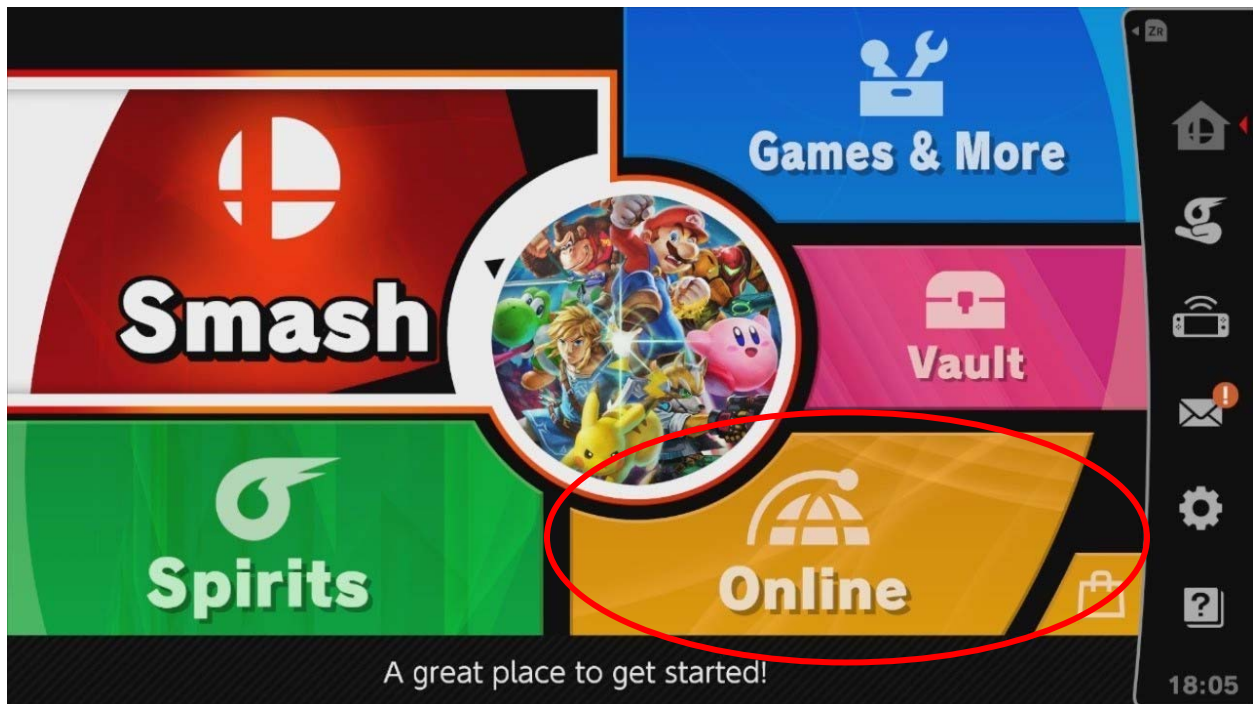 ZR
Games & More
Smash
Vault
Spirits
Online
A great place to get started!
18:05